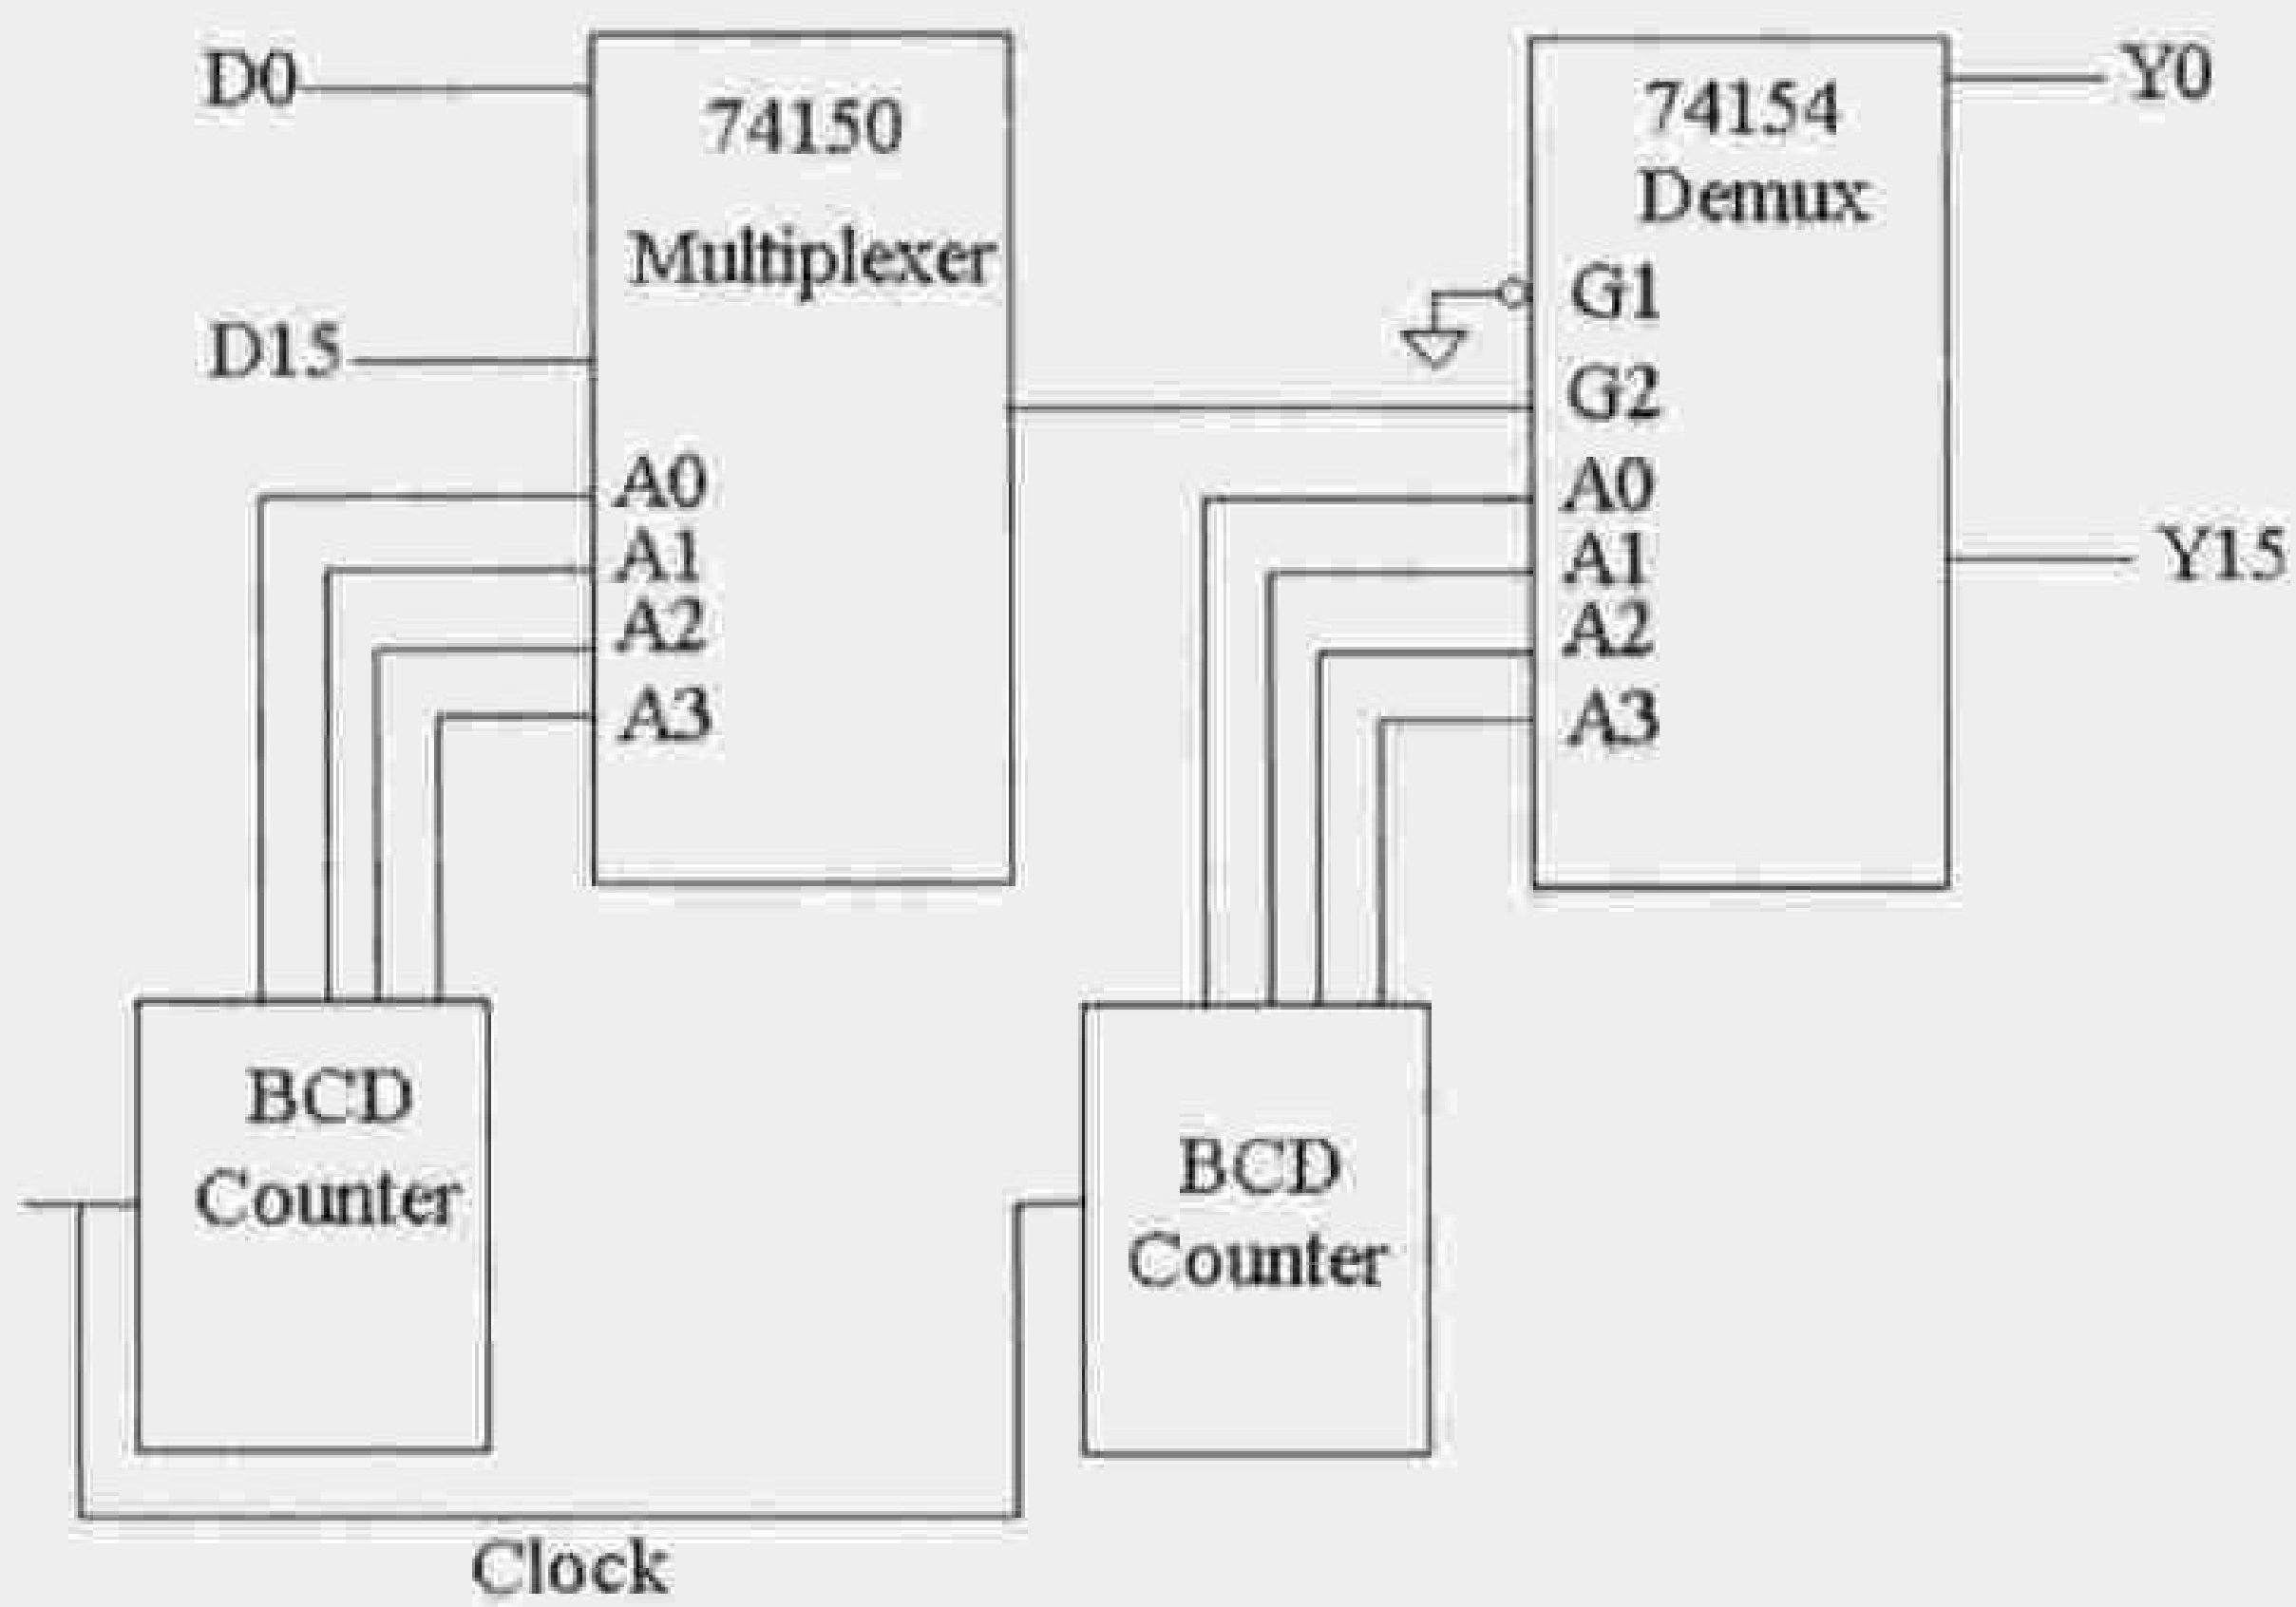 D0
D15
74150
Multiplexer
A0
A1
A2
A3
74154
Demux
G1
G2
A0
A1
A2
A3
Y0
Y15
BCD
Counter
BCD
Counter
Clock